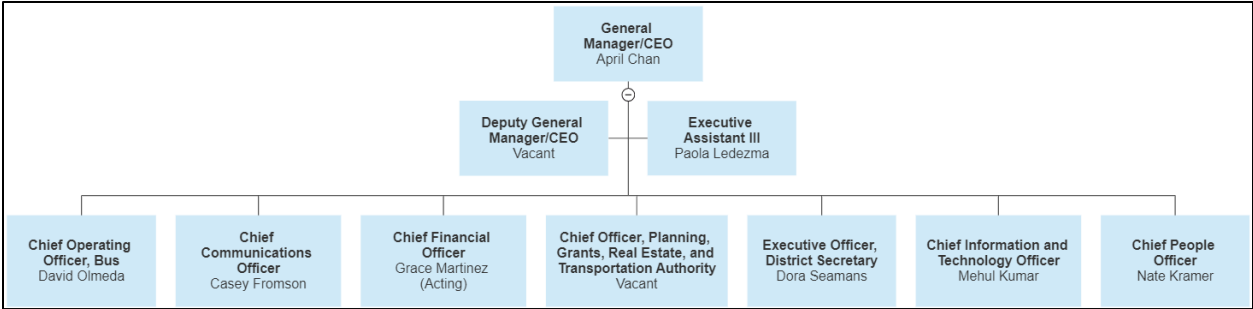 General
Manager/CEO
April Chan
Deputy General
Manager/CEO
Vacant
Executive
Assistant III
Paola Ledezma
Chief Operating
Officer, Bus
David Olmeda
Chief
Communications
Officer
Casey Fromson
Chief Financial
Officer
Grace Martinez
(Acting)
Chief Officer, Planning,
Grants, Real Estate, and
Transportation Authority
Vacant
Executive Officer,
District Secretary
Dora Seamans
Chief Information and
Technology Officer
Mehul Kumar
Chief People
Officer
Nate Kramer